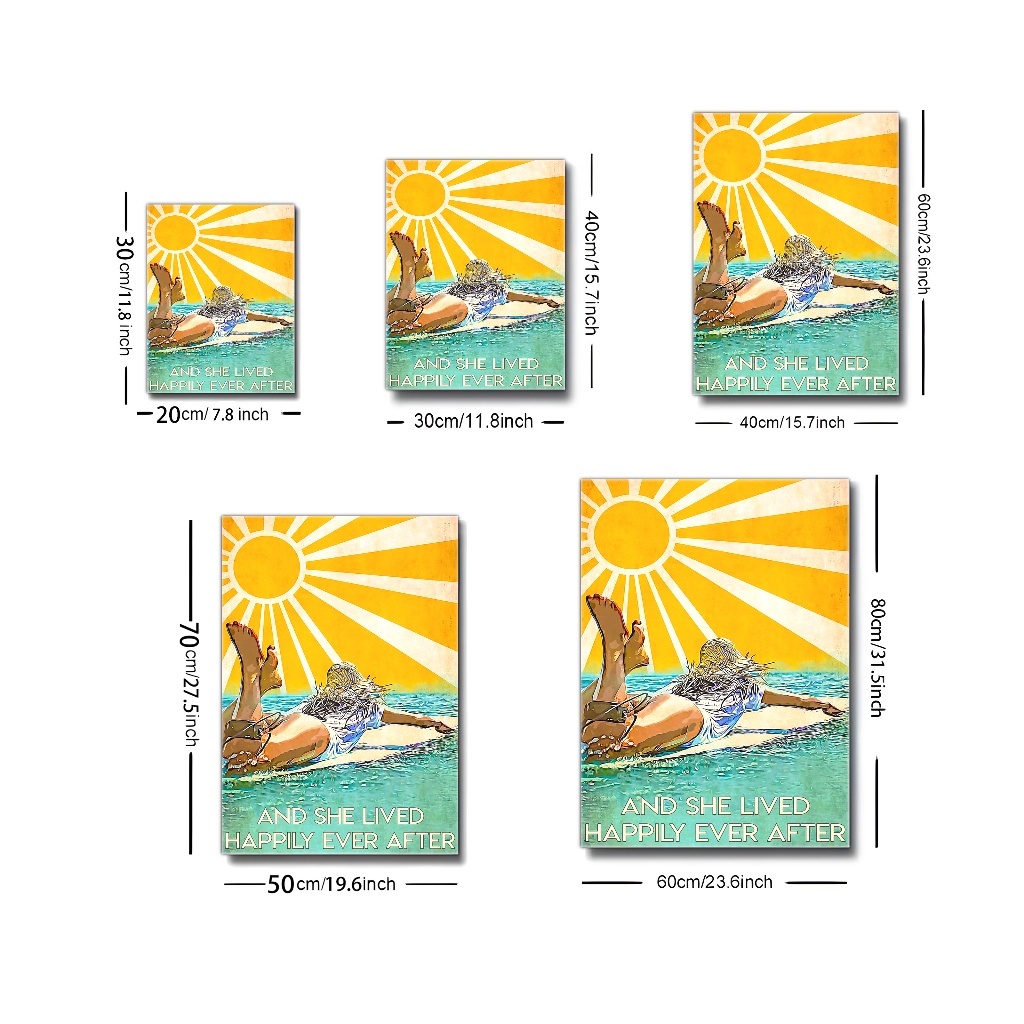 AND SHE LIVED
HAPPILY EVER AFTER
30cm/11.8 inch
20cm/ 7.8 inch
AND SHE LIVED
HAPPILY EVER AFTER
40cm/15.7inch
30cm/11.8inch
AND SHE LIVED
HAPPILY EVER AFTER
60cm/23.6inch
40cm/15.7inch
AND SHE LIVED
HAPPILY EVER AFTER
70cm/27.5inch
50cm/19.6inch
AND SHE LIVED
HAPPILY EVER AFTER
80cm/31.5inch
60cm/23.6inch